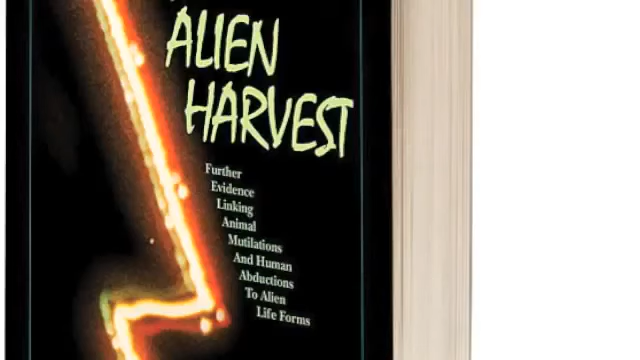 ALIEN
HARVEST
Further
Evidence
Linking
Animal
Mutilations
And Human
Abductions
To Alien
Life Forms